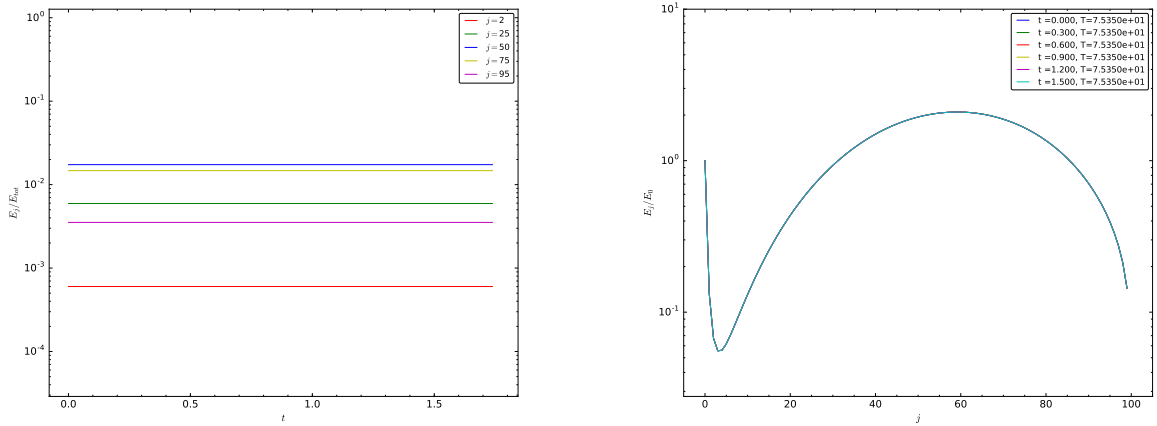 10^0
10^{-1}
10^{-2}
10^{-3}
10^{-4}
E_j/E_{tot}
0.0 0.5 1.0 1.5
t
j=2
j=25
j=50
j=75
j=95
10^1
10^0
10^{-1}
E_j/E_0
0 20 40 60 80 100
j
t =0.000, T=7.5350e+01
t =0.300, T=7.5350e+01
t =0.600, T=7.5350e+01
t =0.900, T=7.5350e+01
t =1.200, T=7.5350e+01
t =1.500, T=7.5350e+01